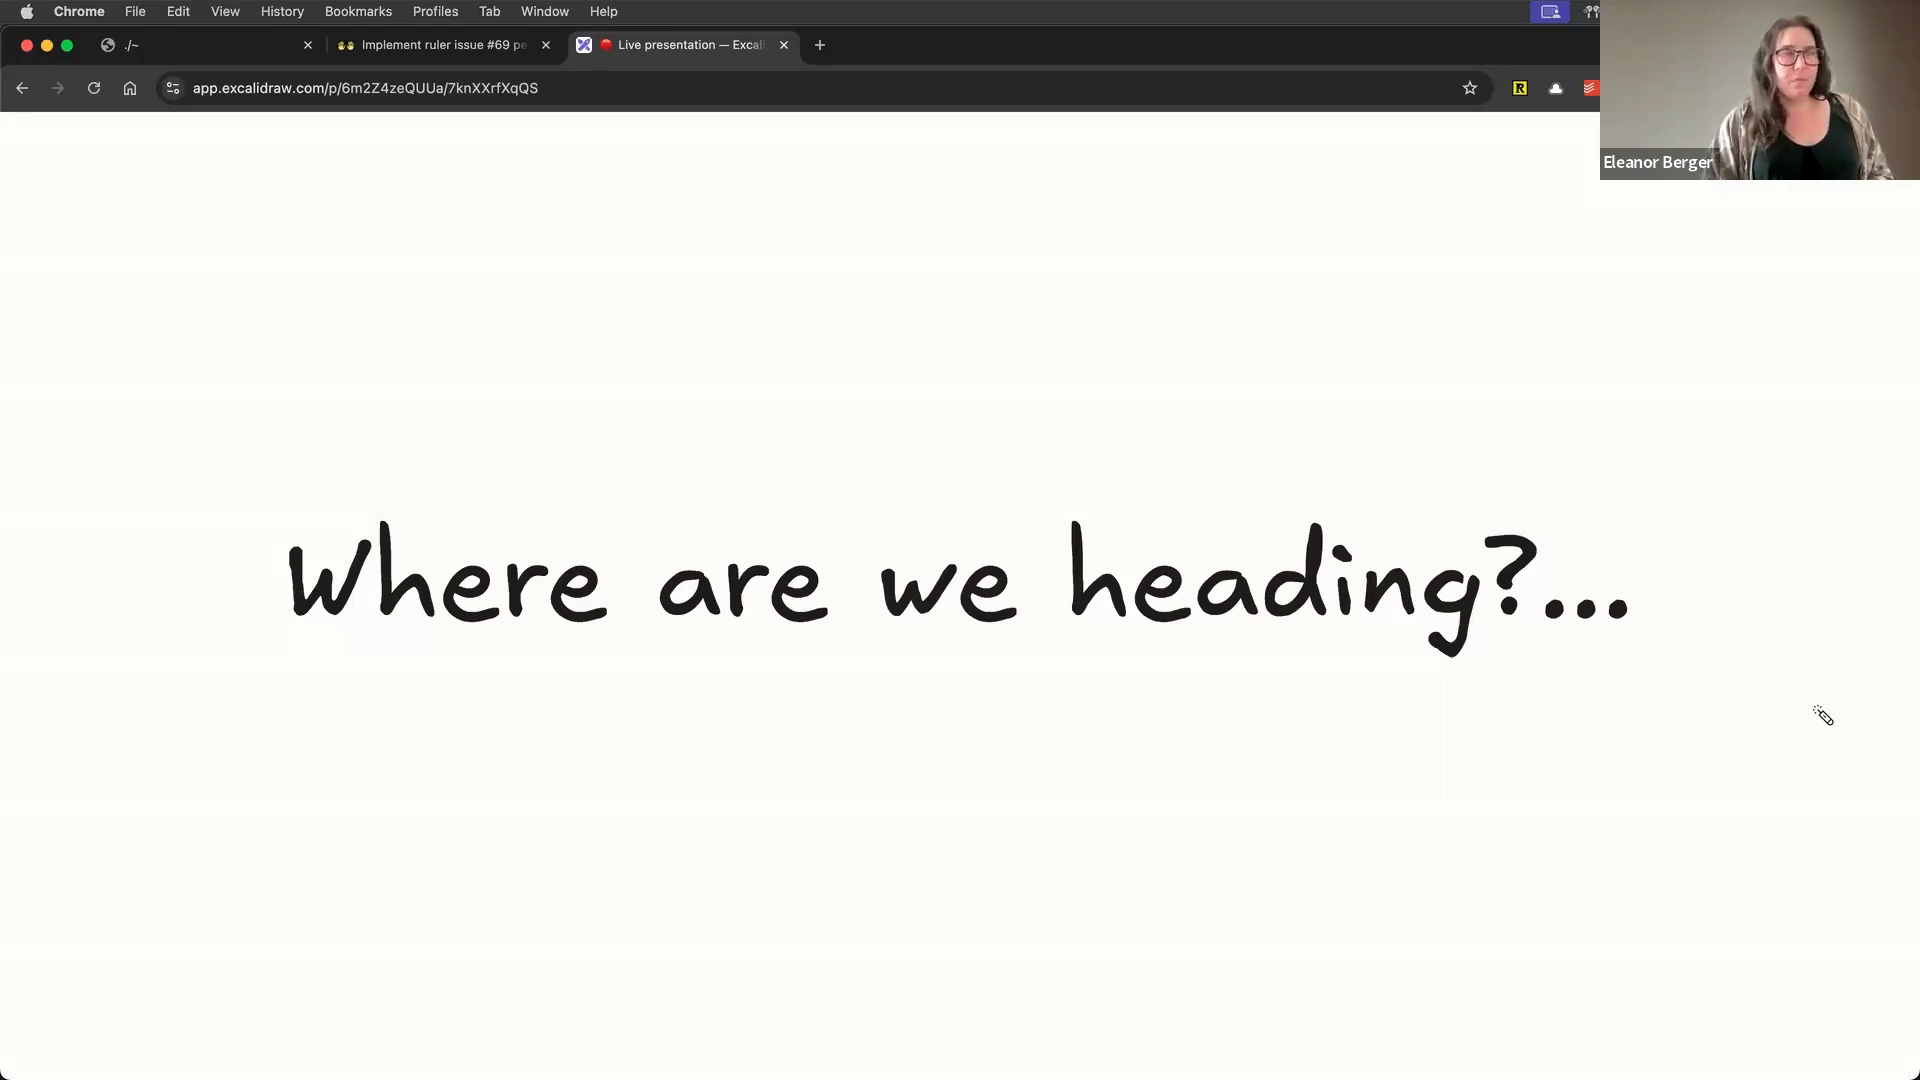 Chrome File Edit View History Bookmarks Profiles Tab Window Help
./~
Implement ruler issue #69 pe
Live presentation — Excali
app.excalidraw.com/p/6m2Z4zeQUUa/7knXXrfXqQS
R
Eleanor Berger
Where are we heading?...